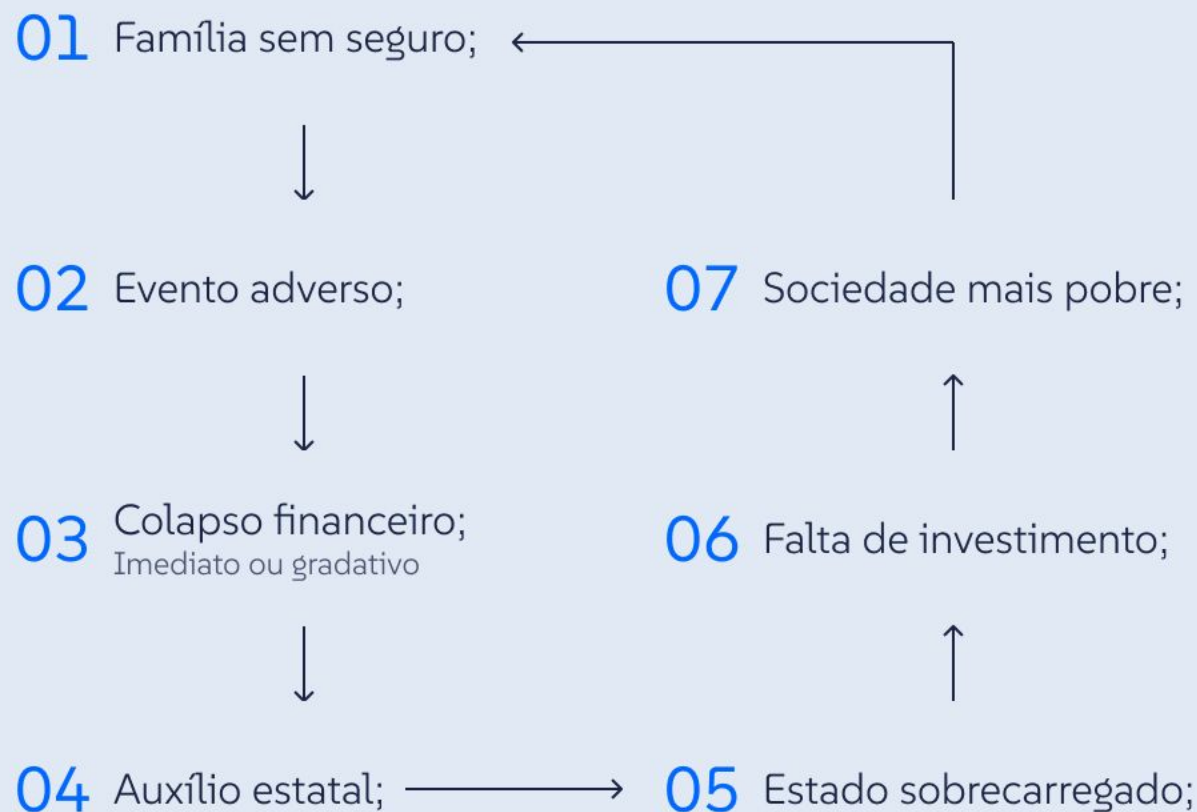 01 Família sem seguro;
02 Evento adverso;
03 Colapso financeiro;
Imediato ou gradativo
04 Auxílio estatal;
05 Estado sobrecarregado;
06 Falta de investimento;
07 Sociedade mais pobre;